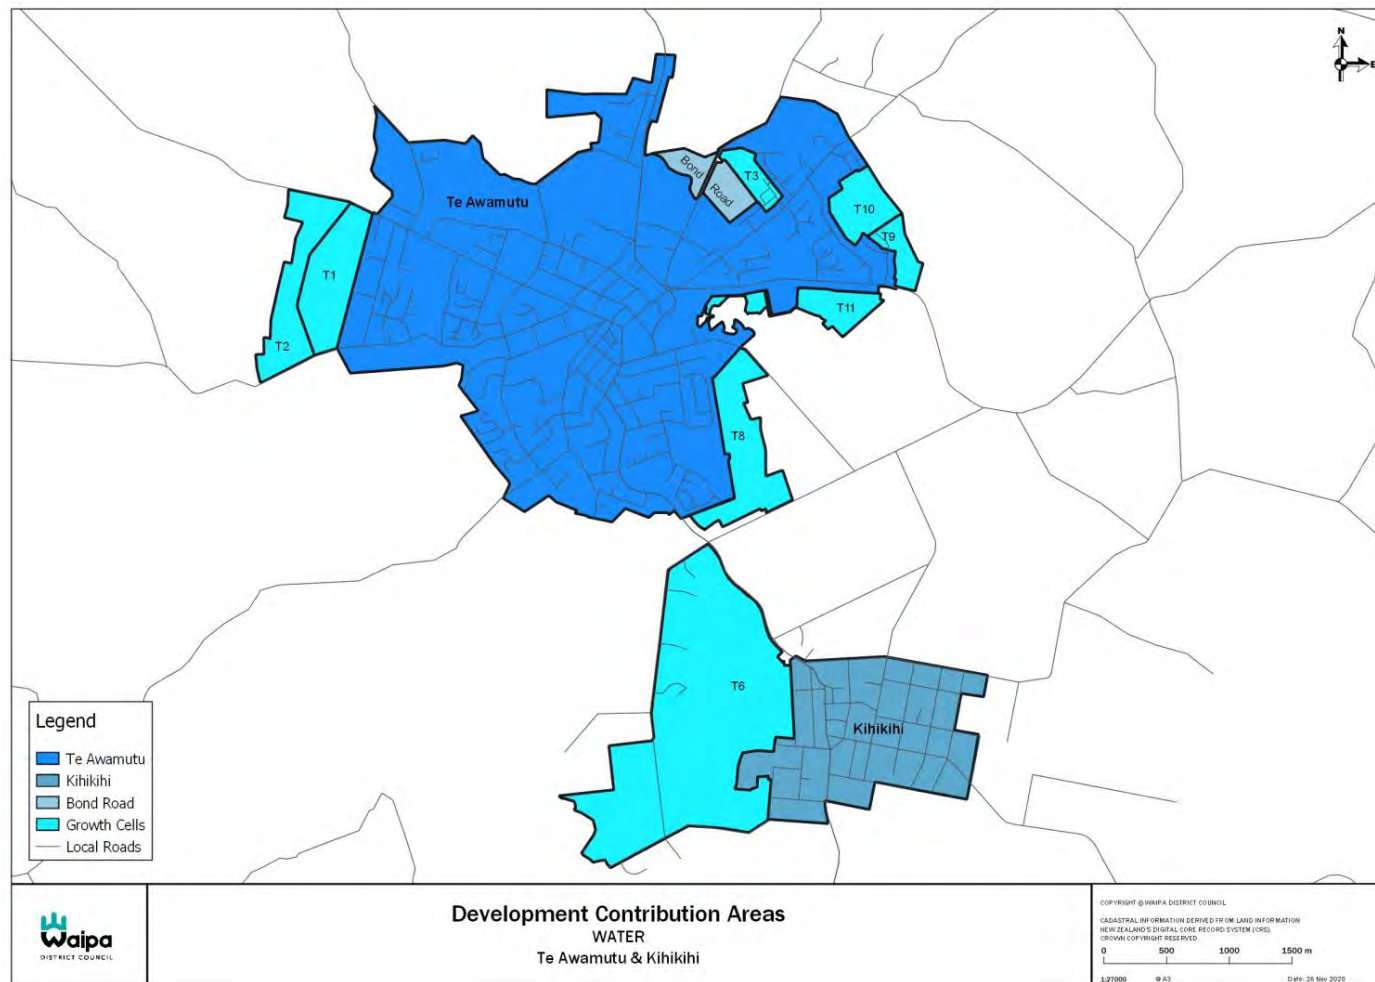 N
E
Bond
Road
T3
Te Awamutu
T10
T9
T1
T11
T2
T8
T6
Kihikihi
Legend
Te Awamutu
Kihikihi
Bond Road
Growth Cells
Local Roads
Waipa
DISTRICT COUNCIL
Development Contribution Areas
WATER
Te Awamutu & Kihikihi
COPYRIGHT @ WAIPA DISTRICT COUNCIL
CADASTRAL INFORMATION DERIVED FROM LAND INFORMATION
NEW ZEALAND'S DIGITAL CORE RECORD SYSTEM (CRS).
CROWN COPYRIGHT RESERVED
0 500 1000 1500 m
1:27000 @ A3 Date: 26 Nov 2020